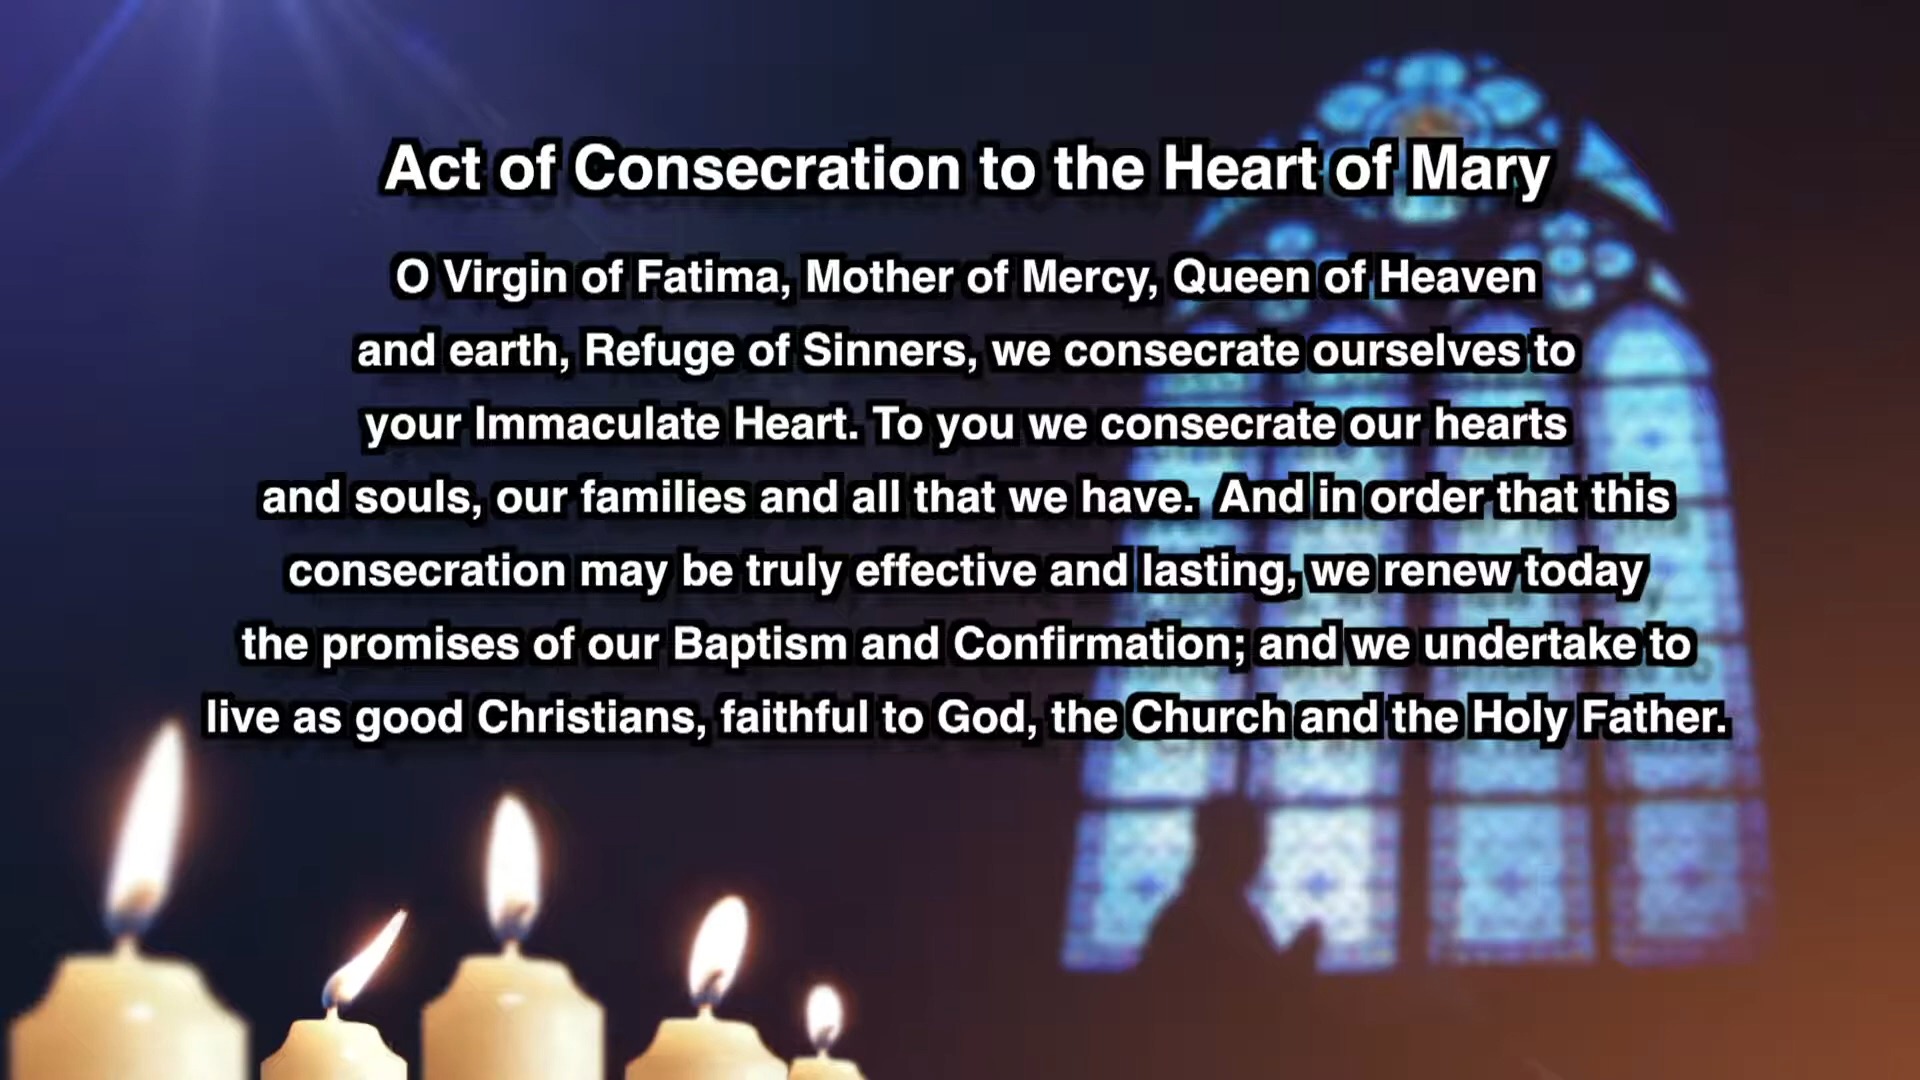 Act of Consecration to the Heart of Mary
O Virgin of Fatima, Mother of Mercy, Queen of Heaven
and earth, Refuge of Sinners, we consecrate ourselves to
your Immaculate Heart. To you we consecrate our hearts
and souls, our families and all that we have.  And in order that this
consecration may be truly effective and lasting, we renew today
the promises of our Baptism and Confirmation; and we undertake to
live as good Christians, faithful to God, the Church and the Holy Father.